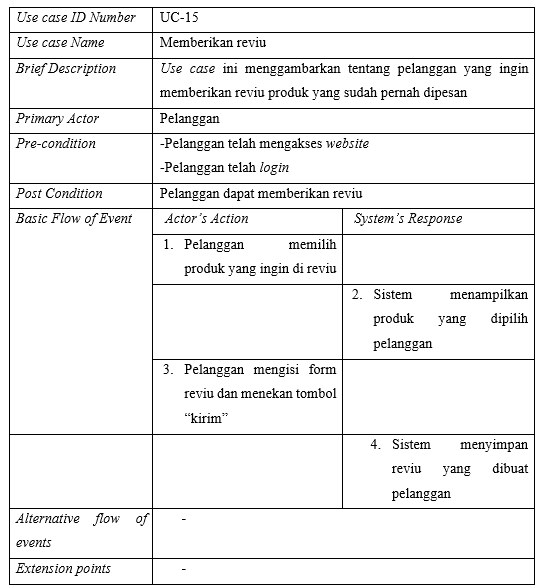 Use case ID Number UC-15
Use case Name Memberikan reviu
Brief Description Use case ini menggambarkan tentang pelanggan yang ingin
memberikan reviu produk yang sudah pernah dipesan
Primary Actor Pelanggan
Pre-condition -Pelanggan telah mengakses website
-Pelanggan telah login
Post Condition Pelanggan dapat memberikan reviu
Basic Flow of Event Actor's Action System's Response
1. Pelanggan memilih
produk yang ingin di reviu
2. Sistem menampilkan
produk yang dipilih
pelanggan
3. Pelanggan mengisi form
reviu dan menekan tombol
“kirim”
4. Sistem menyimpan
reviu yang dibuat
pelanggan
Alternative flow of -
events
Extension points -